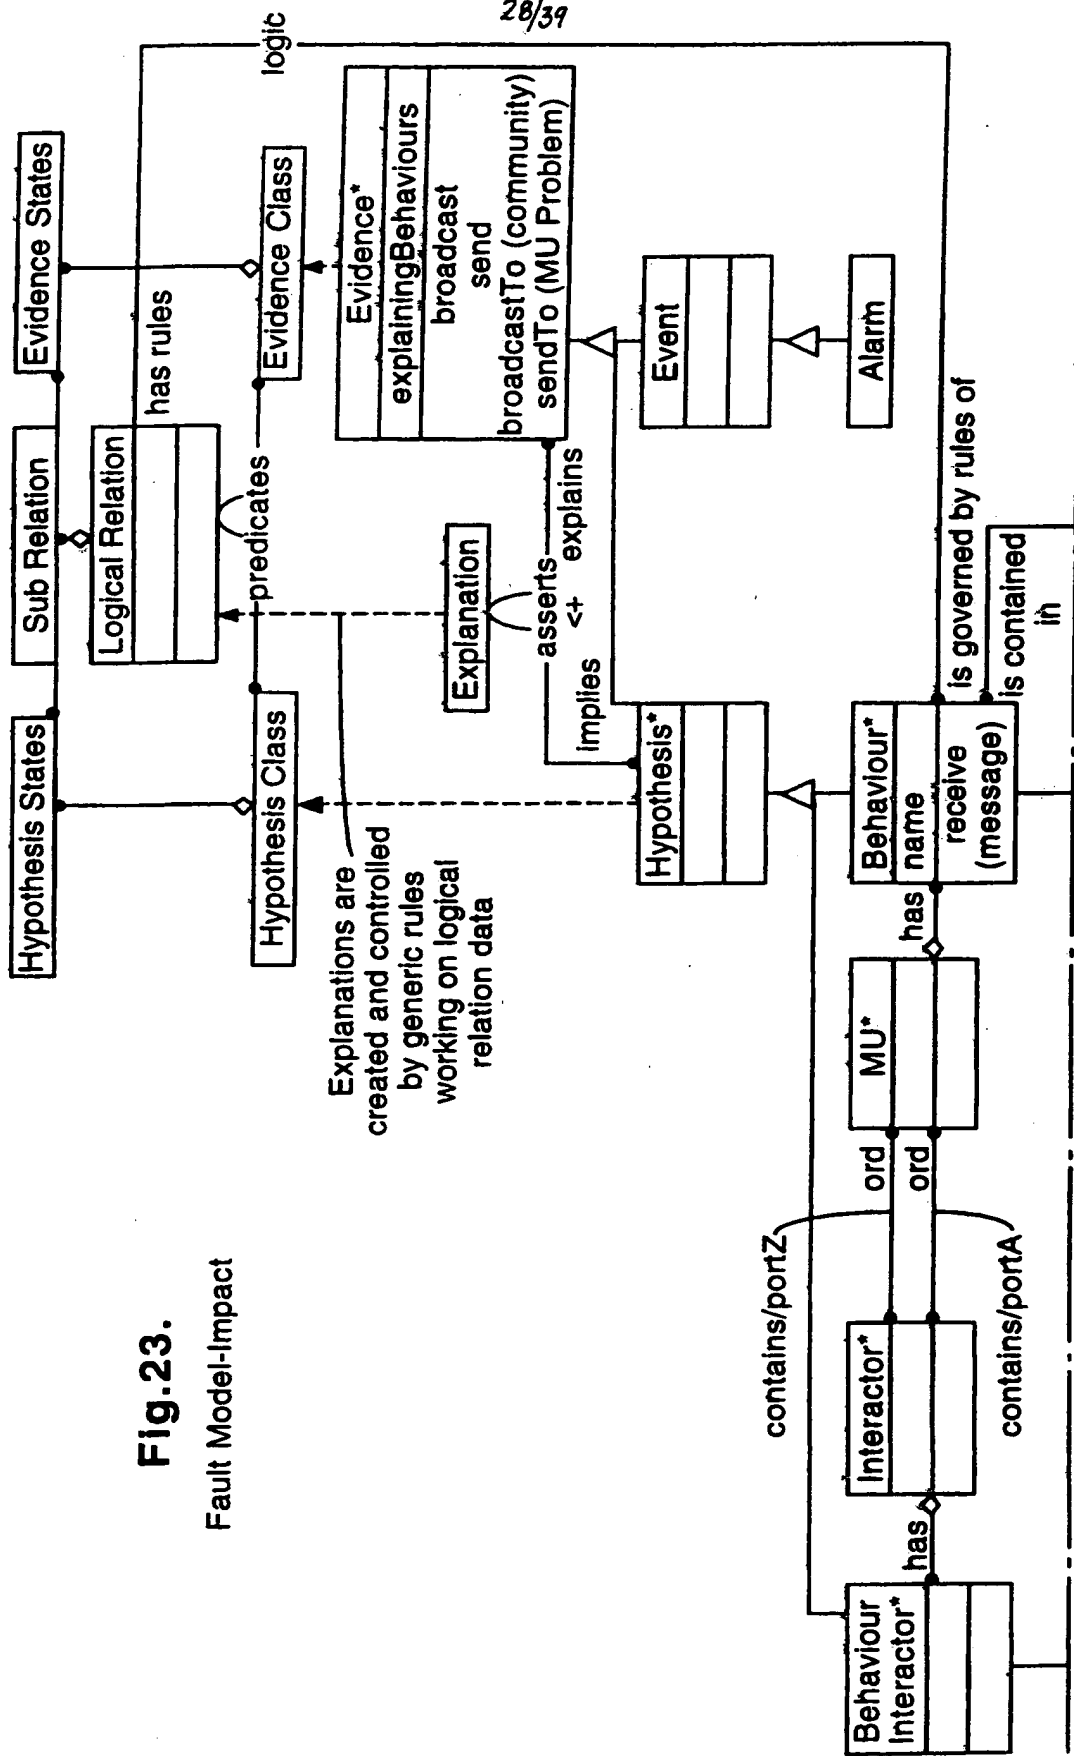 28/39
Fig.23.
Fault Model-Impact
Hypothesis States
Sub Relation
Evidence States
Logical Relation
has rules
logic
Hypothesis Class
predicates
Evidence Class
Explanations are
created and controlled
by generic rules
working on logical
relation data
Explanation
Evidence*
explainingBehaviours
broadcast
send
broadcastTo (community)
sendTo (MU Problem)
asserts
<+
explains
implies
Hypothesis*
Event
Alarm
contains/portZ
Behaviour
Interactor*
has
Interactor*
ord
ord
MU*
has
Behaviour*
name
receive
(message)
is governed by rules of
is contained
in
contains/portA